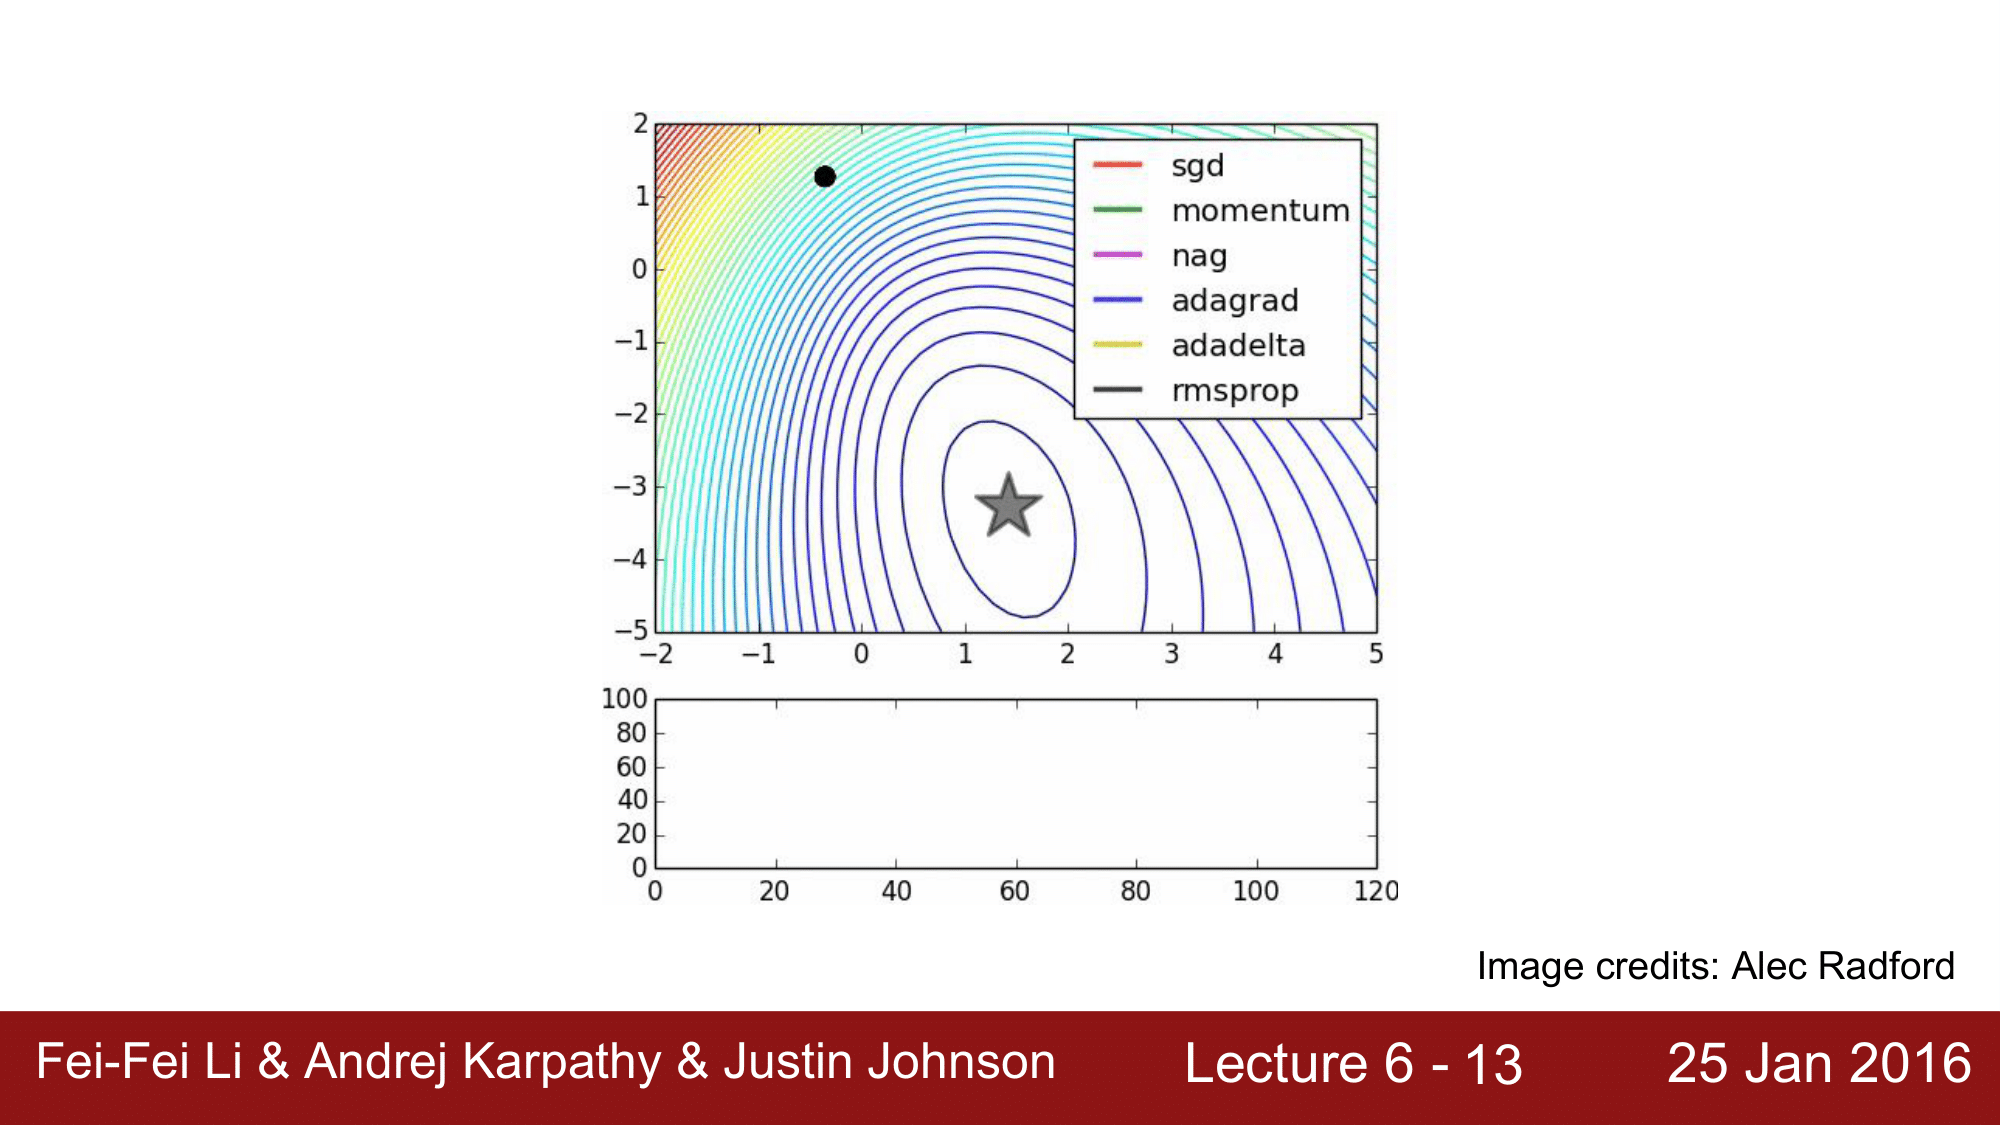 2
1
0
−1
−2
−3
−4
−5
−2 −1 0 1 2 3 4 5
sgd
momentum
nag
adagrad
adadelta
rmsprop
100
80
60
40
20
0
0 20 40 60 80 100 120
Image credits: Alec Radford
Fei-Fei Li & Andrej Karpathy & Justin Johnson Lecture 6 - 13 25 Jan 2016